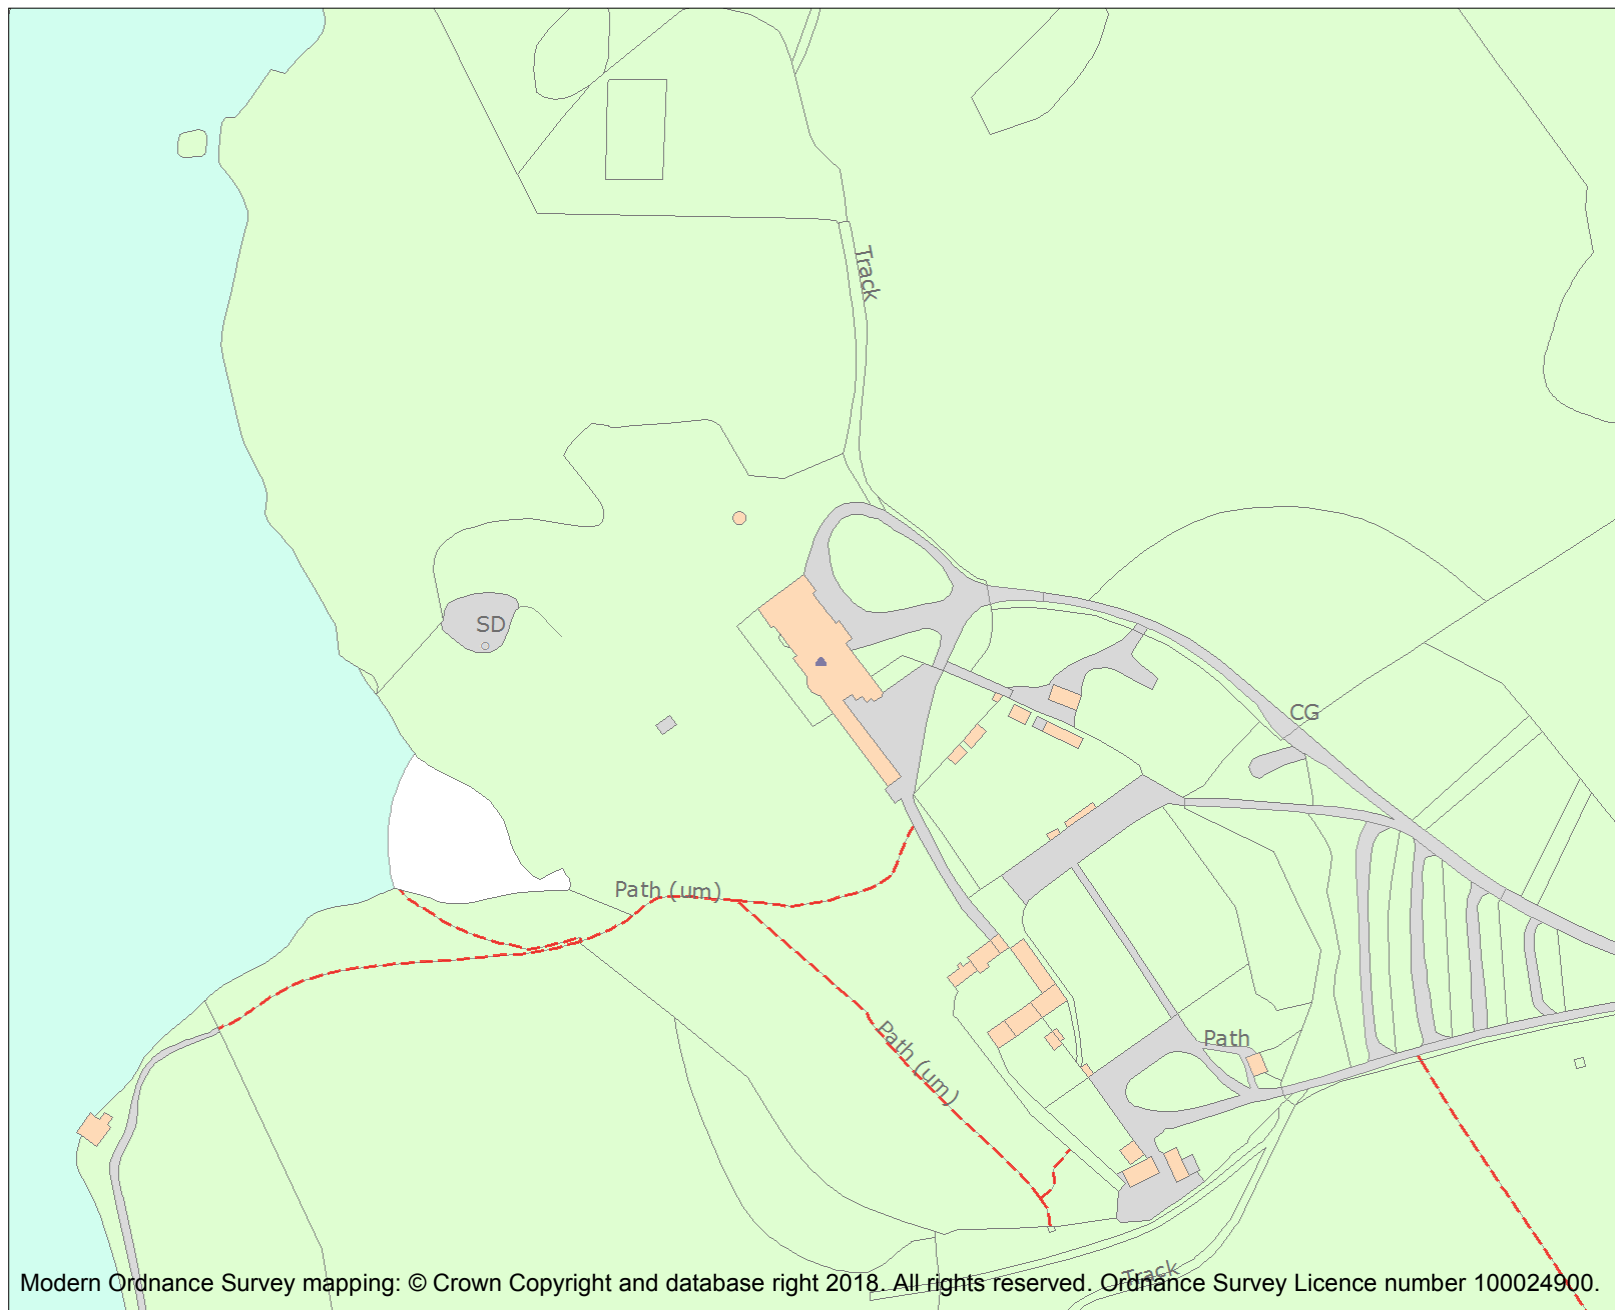 Track
SD
CG
Path (um)
Path (um)
Path
Track
Modern Ordnance Survey mapping: © Crown Copyright and database right 2018. All rights reserved. Ordnance Survey Licence number 100024900.